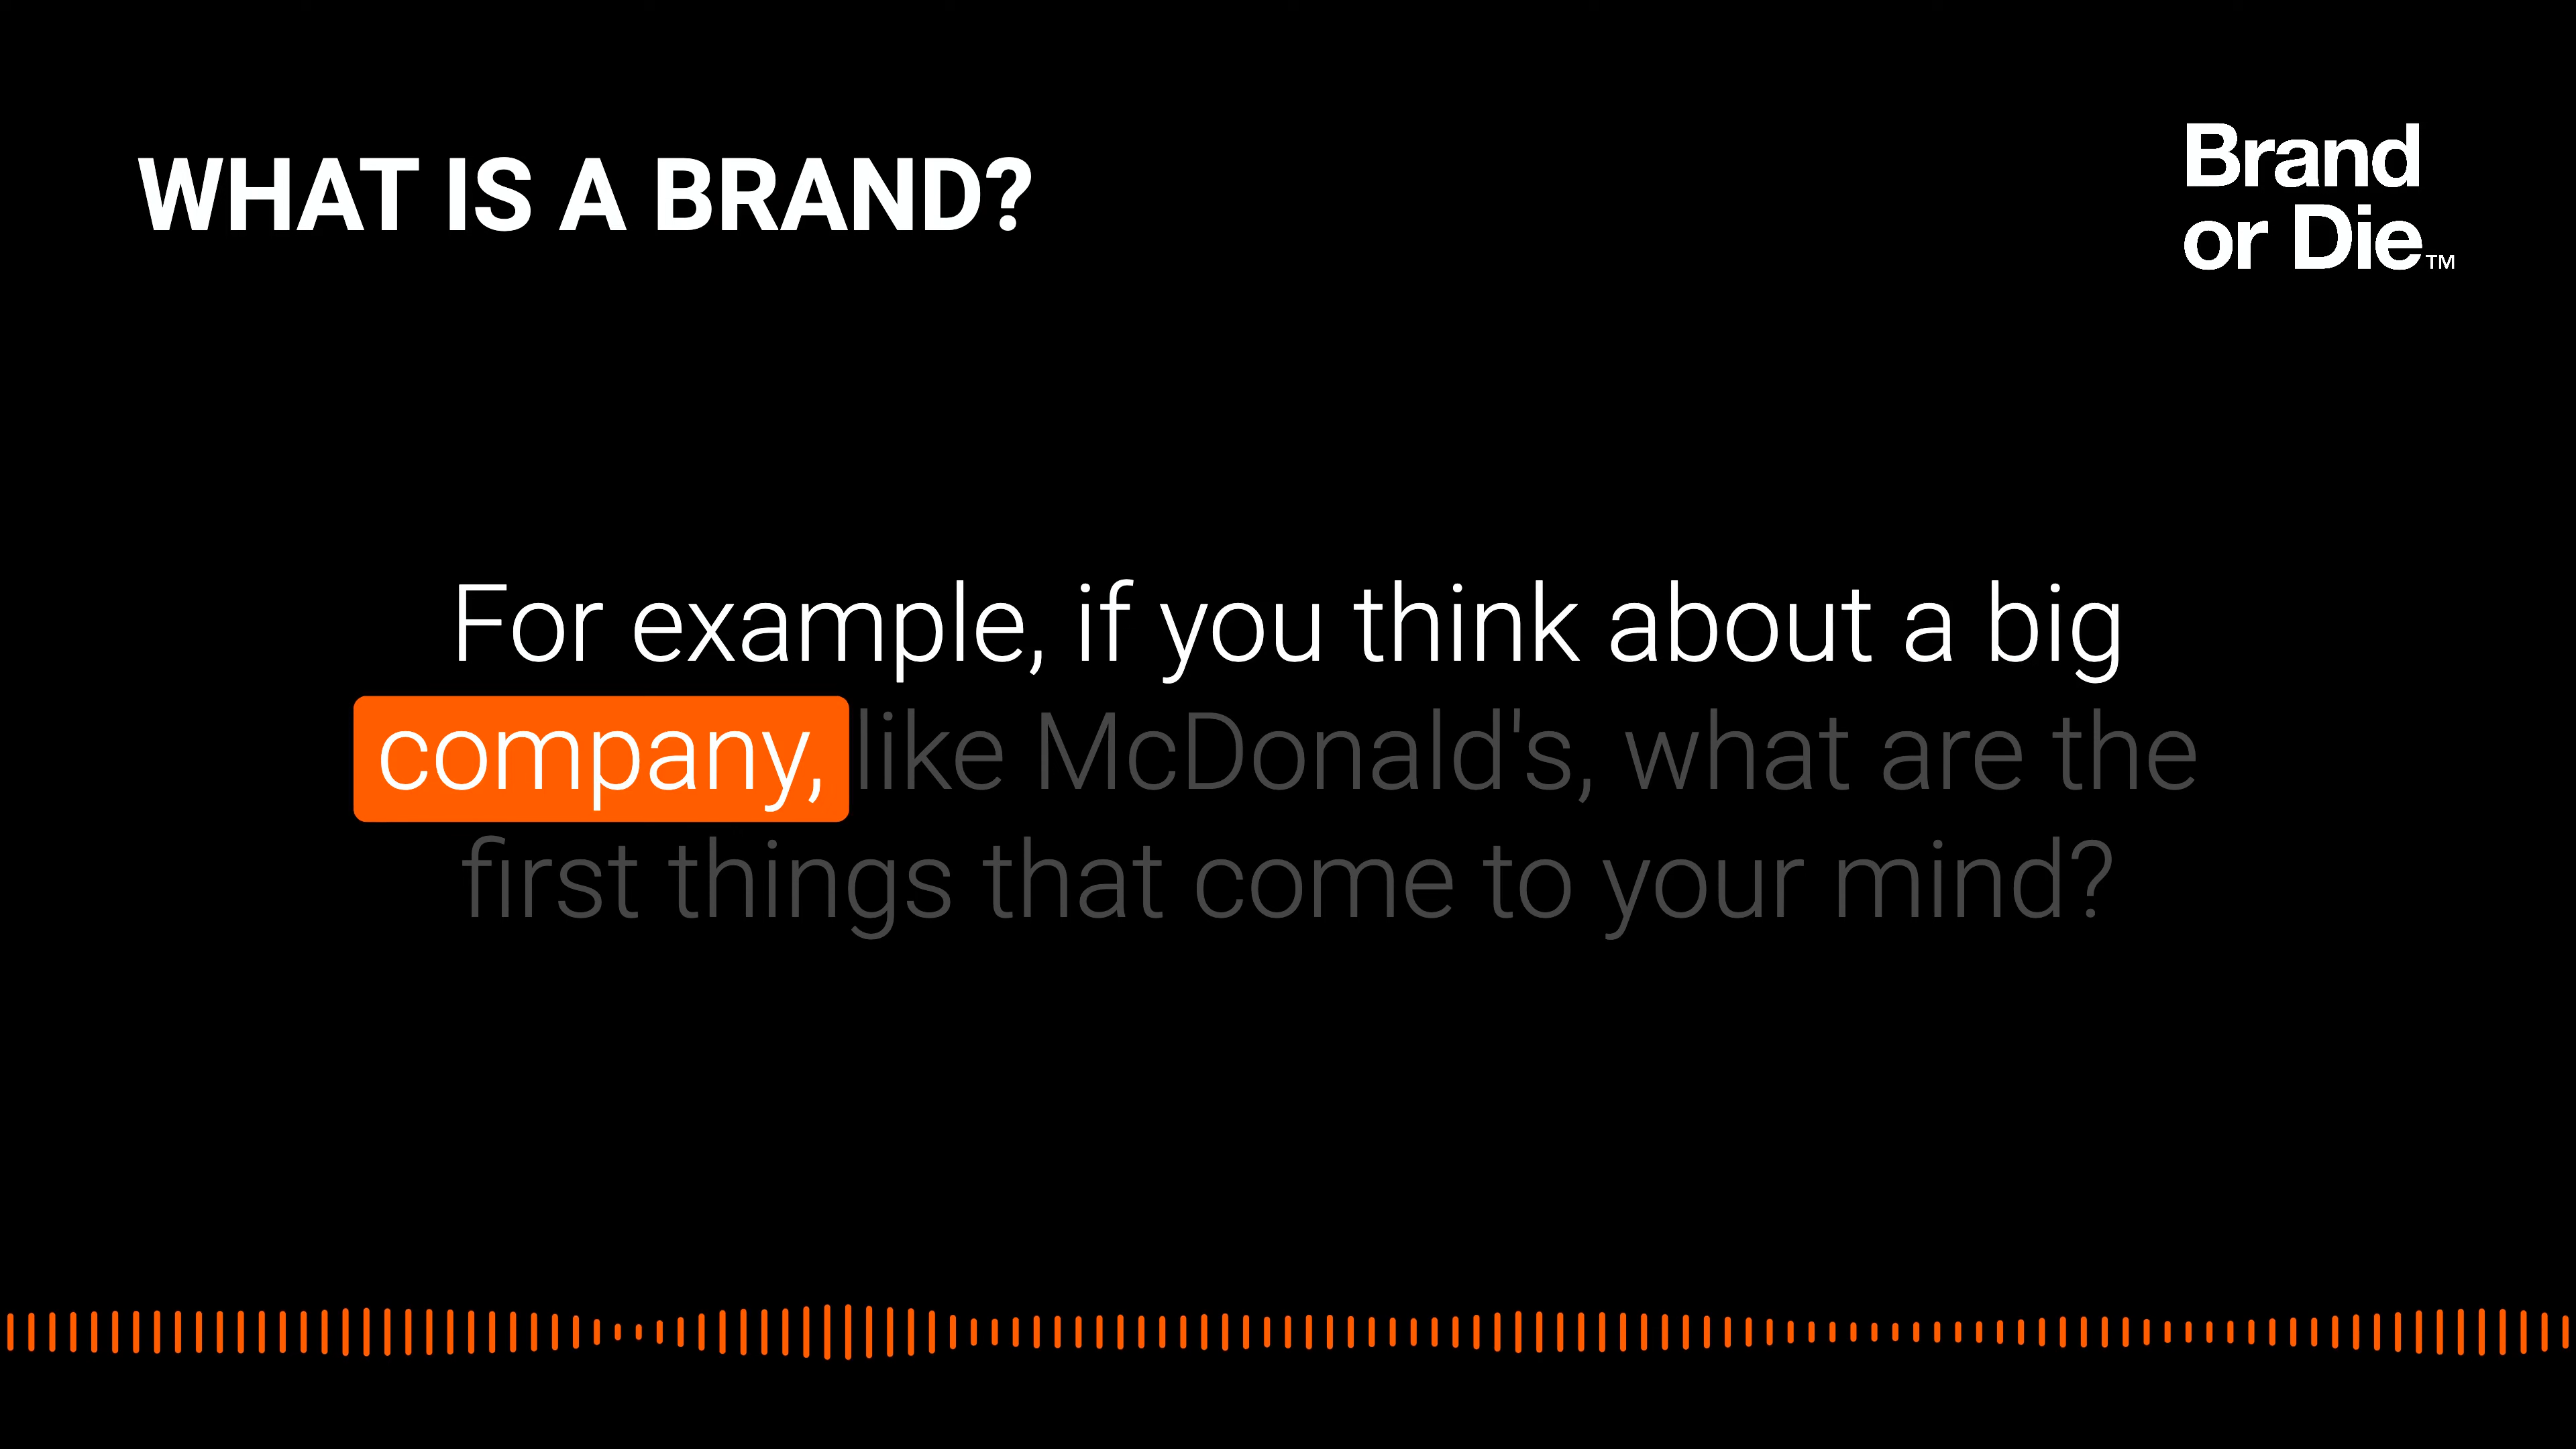 WHAT IS A BRAND?
Brand
or Die™
For example, if you think about a big
company, like McDonald's, what are the
first things that come to your mind?